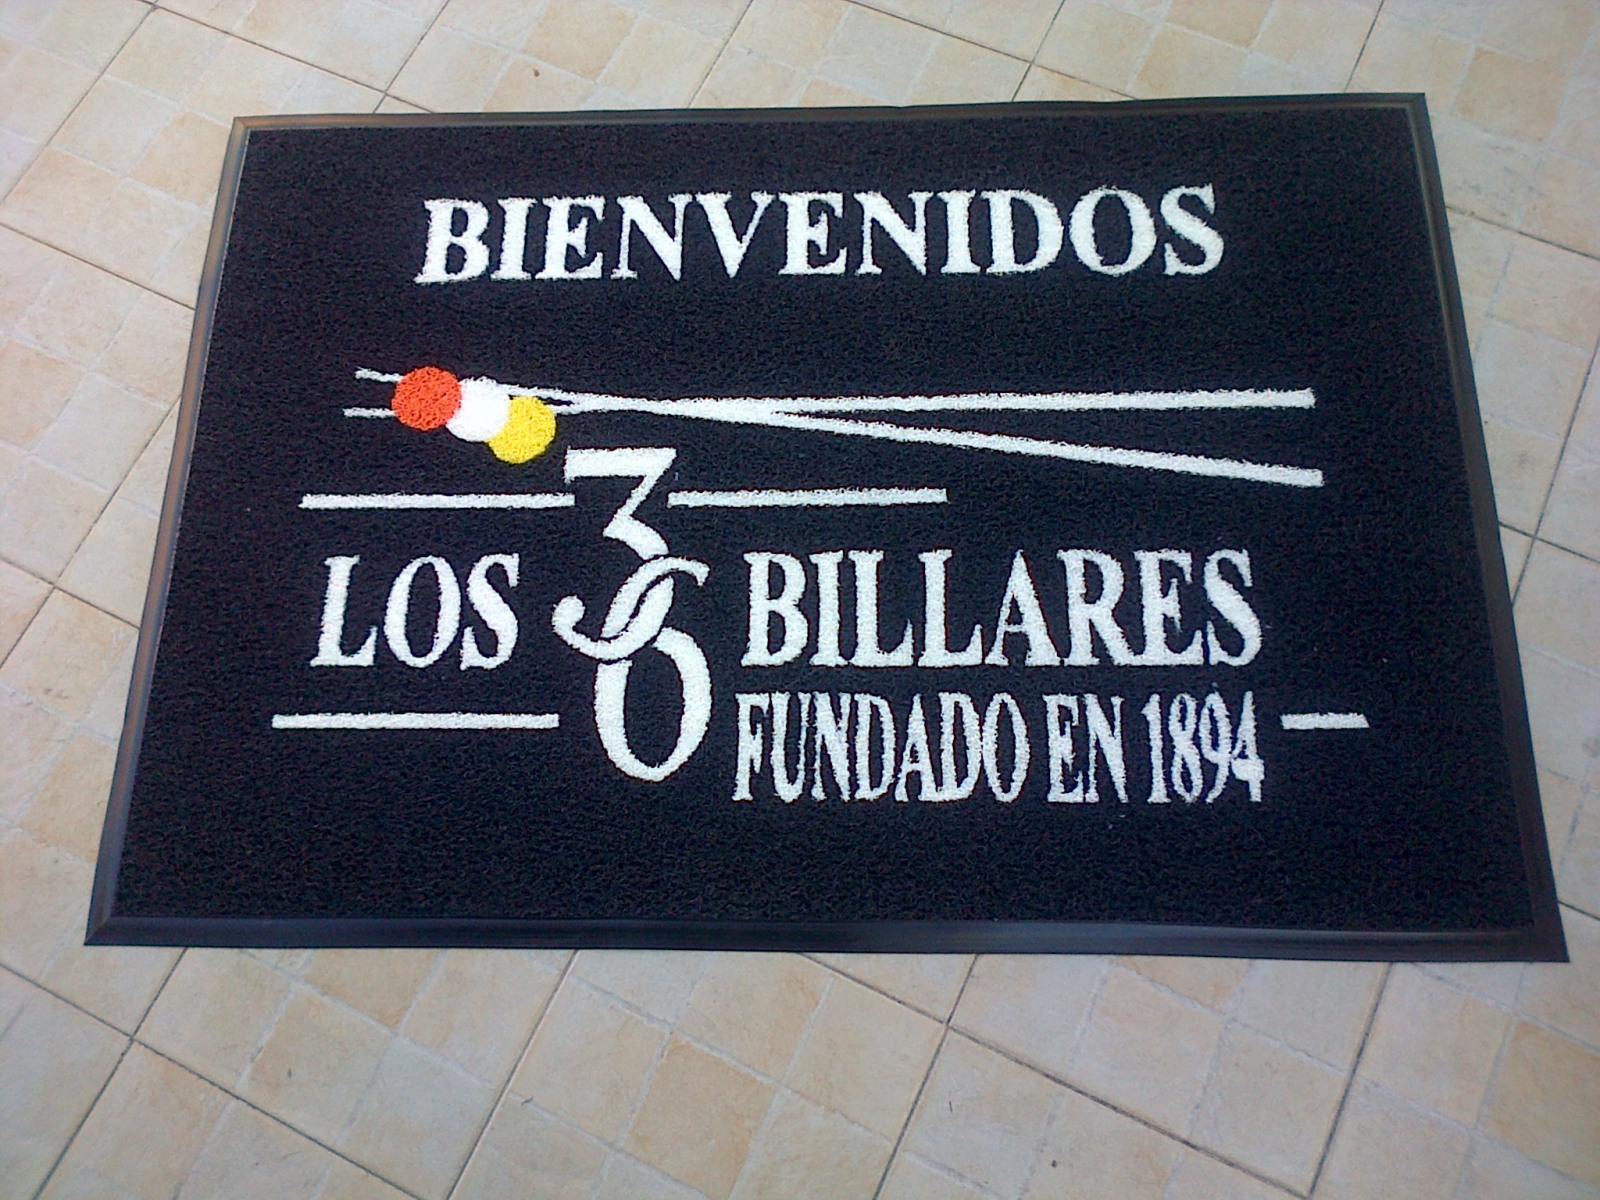 BIENVENIDOS
LOS 36 BILLARES
FUNDADO EN 1894